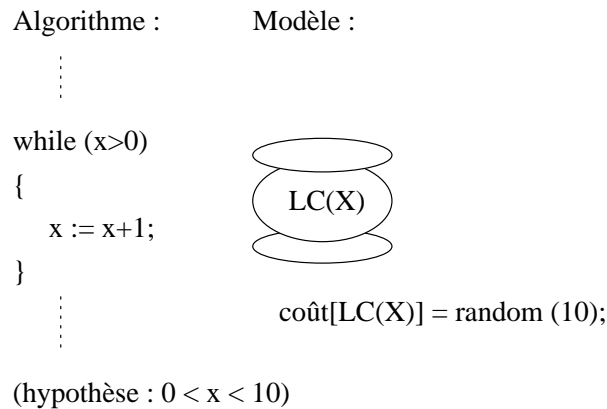 Algorithme :
Modèle :
while (x>0)
{
x := x+1;
}
LC(X)
coût[LC(X)] = random (10);
(hypothèse : 0 < x < 10)